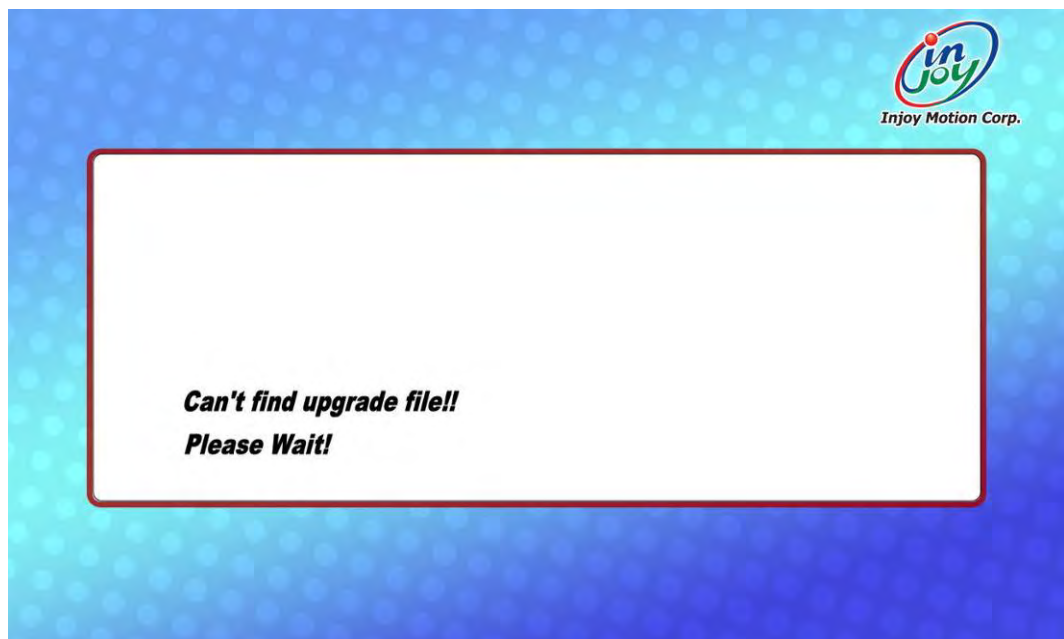 in
joy
Injoy Motion Corp.
Can't find upgrade file!!
Please Wait!